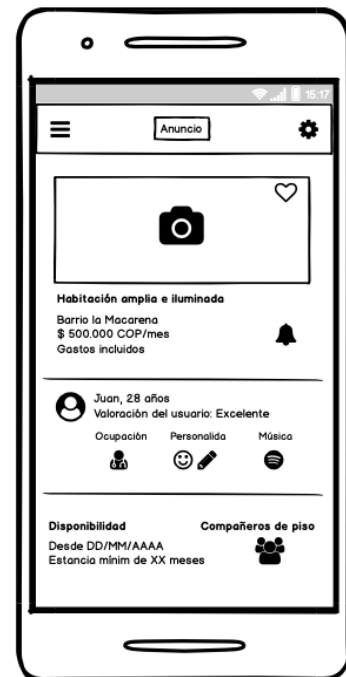 15:17
Anuncio
Habitación amplia e iluminada
Barrio la Macarena
$ 500.000 COP/mes
Gastos incluidos
Juan, 28 años
Valoración del usuario: Excelente
Ocupación Personalida Música
Disponibilidad Compañeros de piso
Desde DD/MM/AAAA
Estancia mínim de XX meses